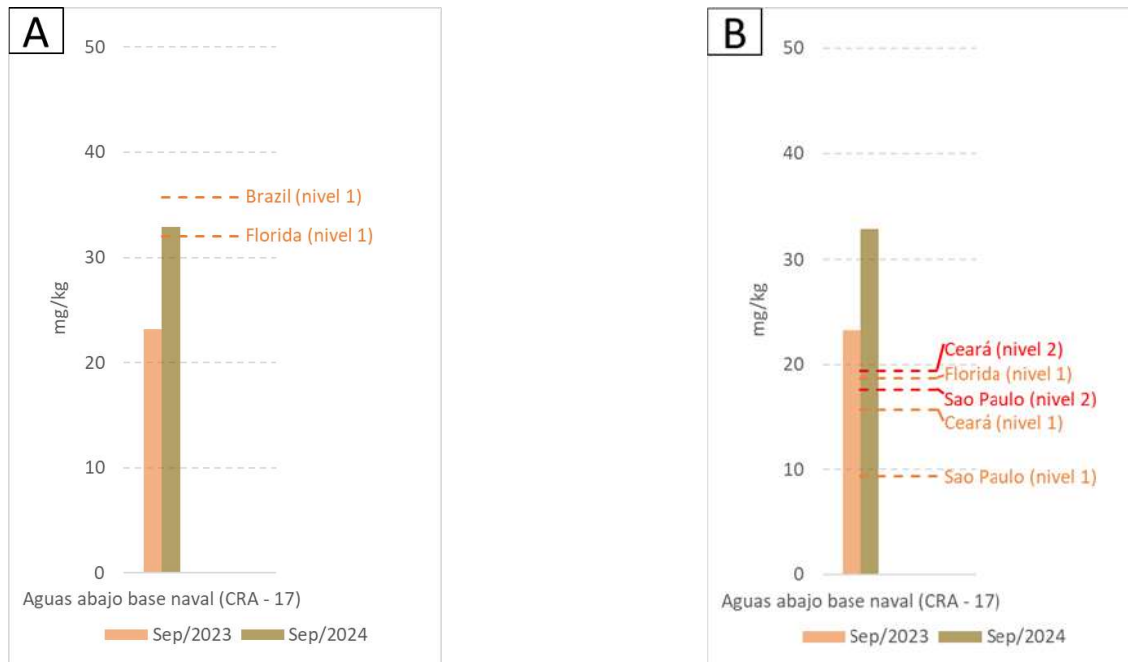 A
50
40
Brazil (nivel 1)
Florida (nivel 1)
30
mg/kg
20
10
0
Aguas abajo base naval (CRA - 17)
Sep/2023 Sep/2024
B
50
40
30
mg/kg
Ceará (nivel 2)
20
Florida (nivel 1)
Sao Paulo (nivel 2)
Ceará (nivel 1)
10
Sao Paulo (nivel 1)
0
Aguas abajo base naval (CRA - 17)
Sep/2023 Sep/2024